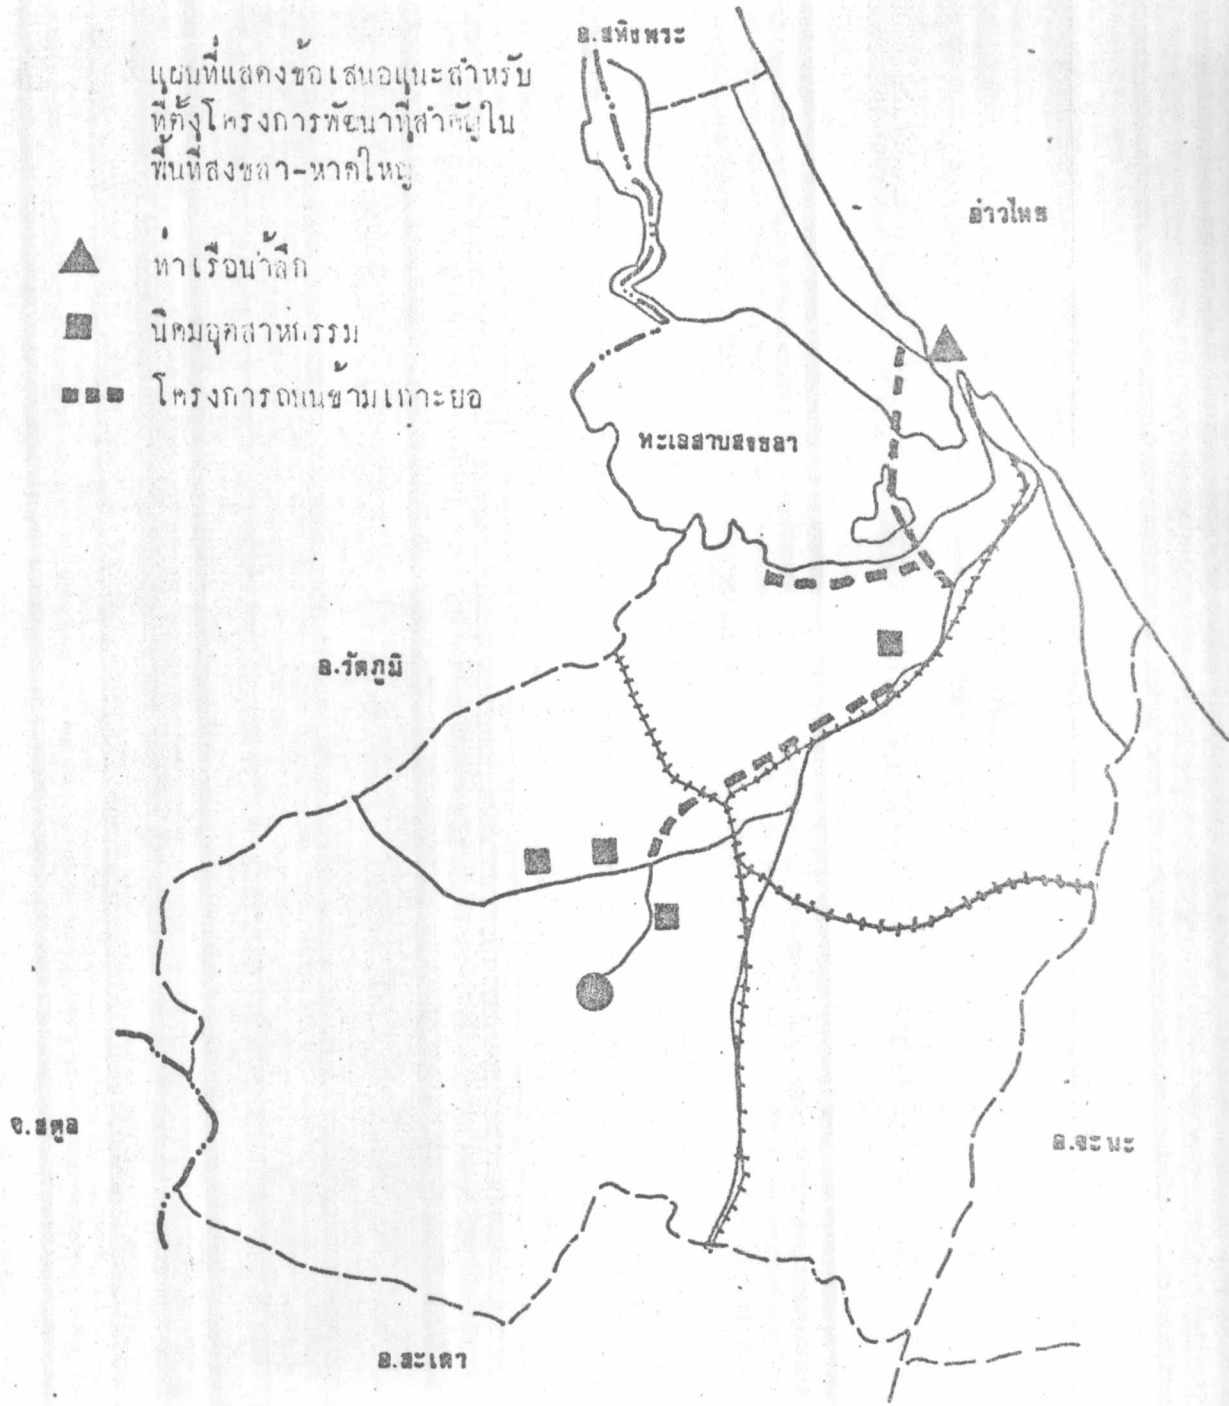 อ.สทิงพระ
แผนที่แสดงข้อเสนอแนะสำหรับ
ที่ตั้งโครงการพัฒนาที่สำคัญใน
พื้นที่สงขลา-หาดใหญ่
อ่าวไทย
ท่าเรือน้ำลึก
นิคมอุตสาหกรรม
โครงการถนนข้ามเกาะยอ
ทะเลสาบสงขลา
อ.รัตภูมิ
จ.สตูล
อ.จะนะ
อ.สะเดา